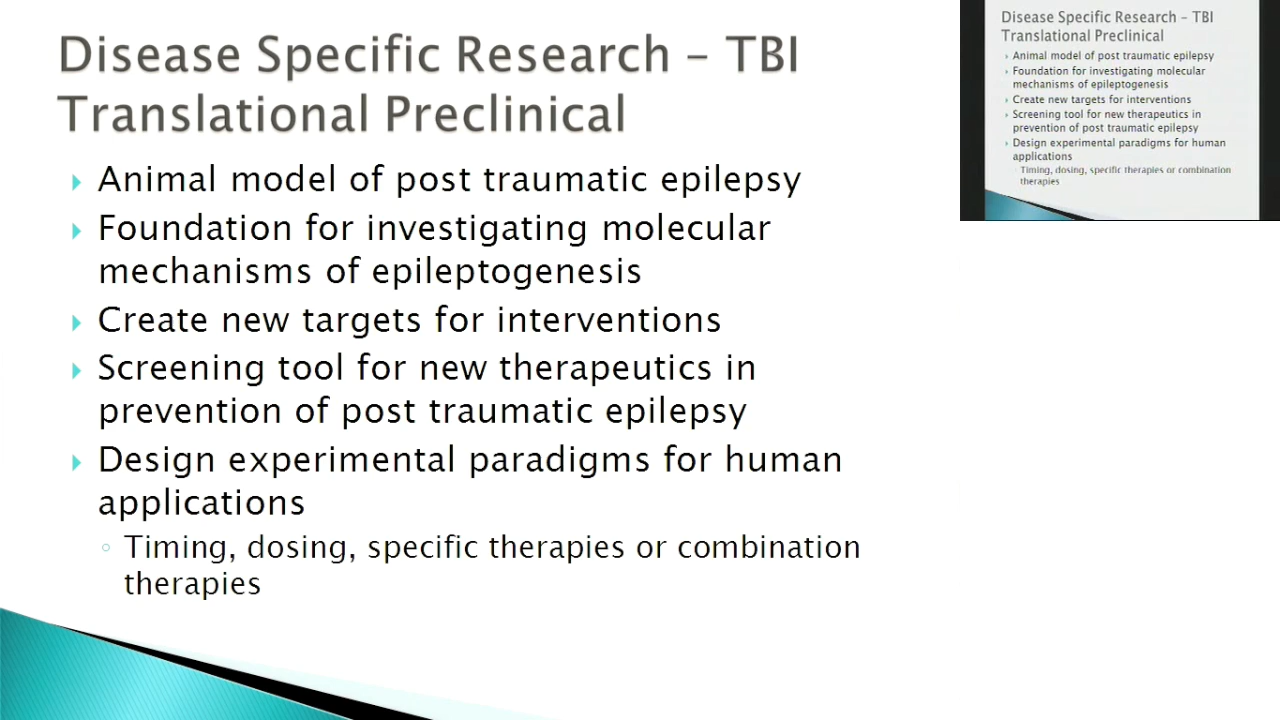 Disease Specific Research – TBI
Translational Preclinical
Animal model of post traumatic epilepsy
Foundation for investigating molecular
mechanisms of epileptogenesis
Create new targets for interventions
Screening tool for new therapeutics in
prevention of post traumatic epilepsy
Design experimental paradigms for human
applications
Timing, dosing, specific therapies or combination
therapies
Disease Specific Research – TBI
Translational Preclinical
Animal model of post traumatic epilepsy
Foundation for investigating molecular
mechanisms of epileptogenesis
Create new targets for interventions
Screening tool for new therapeutics in
prevention of post traumatic epilepsy
Design experimental paradigms for human
applications
Timing, dosing, specific therapies or combination
therapies